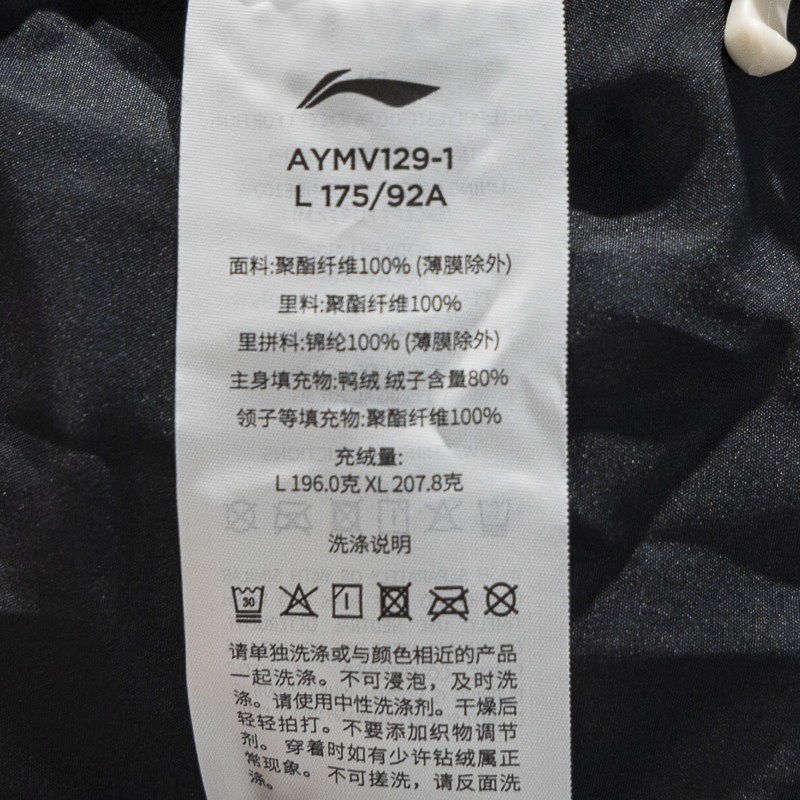 AYMV129-1
L 175/92A
面料:聚酯纤维100% (薄膜除外)
里料:聚酯纤维100%
里拼料:锦纶100% (薄膜除外)
主身填充物:鸭绒 绒子含量80%
领子等填充物:聚酯纤维100%
充绒量:
L 196.0克 XL 207.8克
洗涤说明
30
请单独洗涤或与颜色相近的产品
一起洗涤。不可浸泡，及时洗
涤。请使用中性洗涤剂。干燥后
轻轻拍打。不要添加织物调节
剂。 穿着时如有少许钻绒属正
常现象。 不可搓洗，请反面洗
涤。